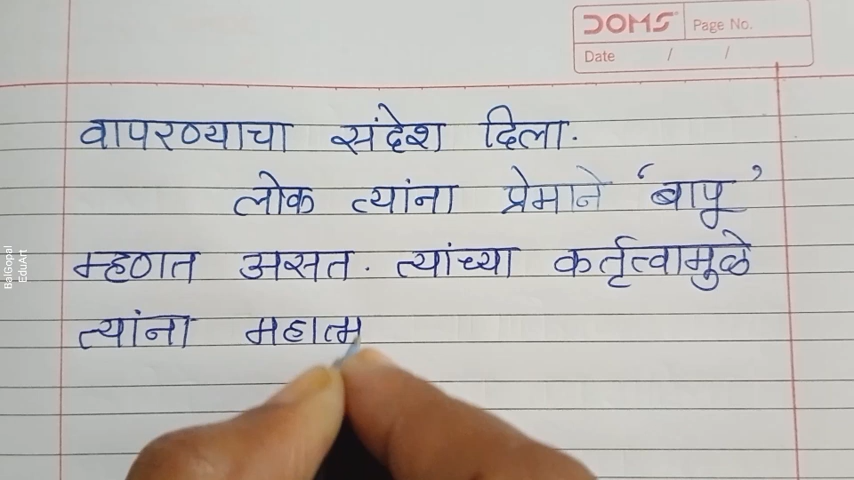 DOMS Page No.
Date / /
वापरण्याचा संदेश दिला.
लोक त्यांना प्रेमाने ‘बापू’
म्हणत असत. त्यांच्या कर्तृत्वामुळे
त्यांना महात्म
BalGopal
EduArt